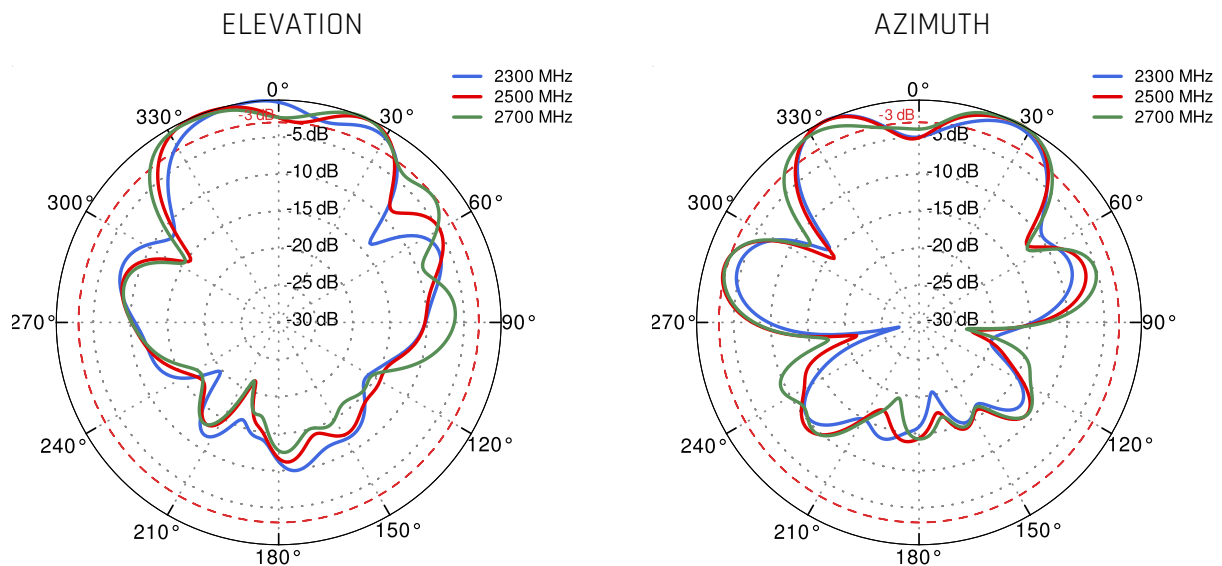 ELEVATION
2300 MHz
2500 MHz
2700 MHz
0°
30°
60°
90°
120°
150°
180°
210°
240°
270°
300°
330°
-3 dB
-5 dB
-10 dB
-15 dB
-20 dB
-25 dB
-30 dB
AZIMUTH
2300 MHz
2500 MHz
2700 MHz
0°
30°
60°
90°
120°
150°
180°
210°
240°
270°
300°
330°
-3 dB
-5 dB
-10 dB
-15 dB
-20 dB
-25 dB
-30 dB